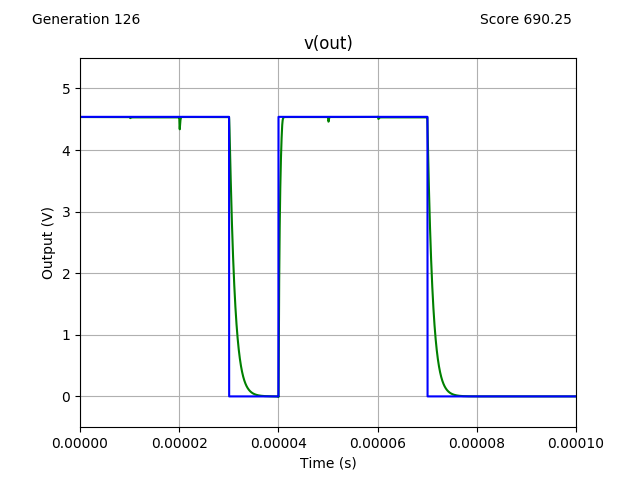 Generation 126
Score 690.25
v(out)
5
4
3
2
1
0
Output (V)
0.00000
0.00002
0.00004
0.00006
0.00008
0.00010
Time (s)